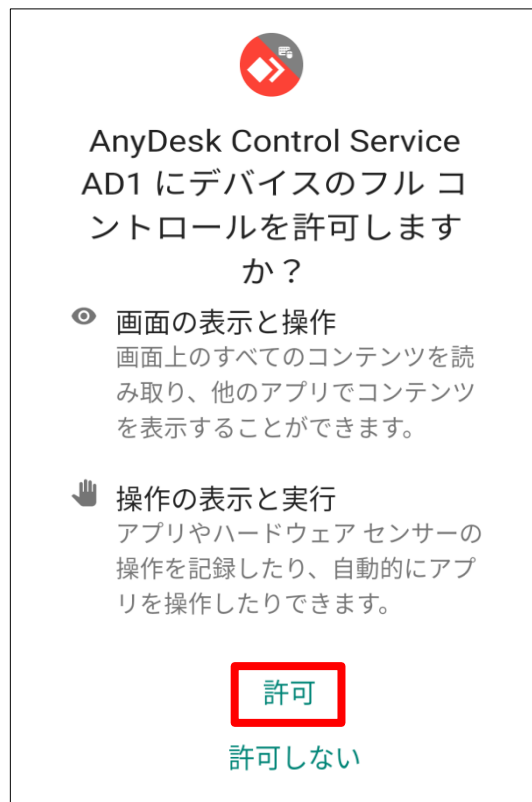 AnyDesk Control Service
AD1 にデバイスのフル コ
ントロールを許可します
か？
画面の表示と操作
画面上のすべてのコンテンツを読
み取り、他のアプリでコンテンツ
を表示することができます。
操作の表示と実行
アプリやハードウェア センサーの
操作を記録したり、自動的にアプ
リを操作したりできます。
許可
許可しない